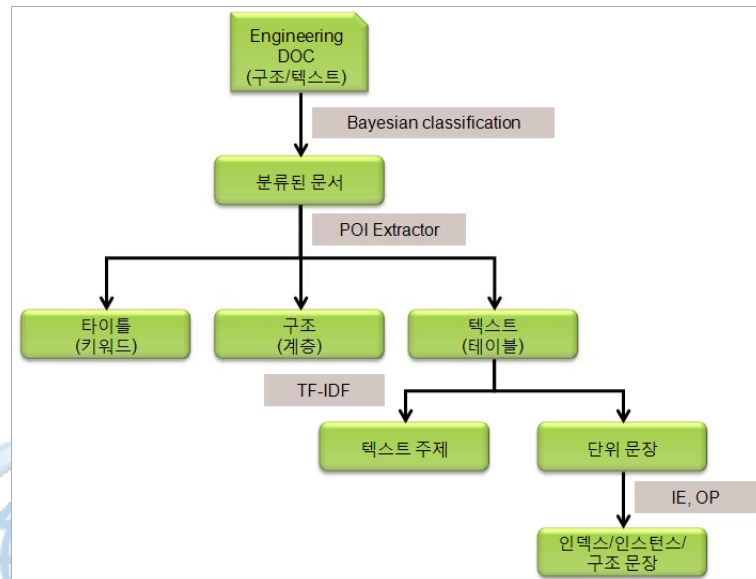 Engineering
DOC
(구조/텍스트)
Bayesian classification
분류된 문서
POI Extractor
타이틀
(키워드)
구조
(계층)
텍스트
(테이블)
TF-IDF
텍스트 주제
단위 문장
IE, OP
인덱스/인스턴스/
구조 문장